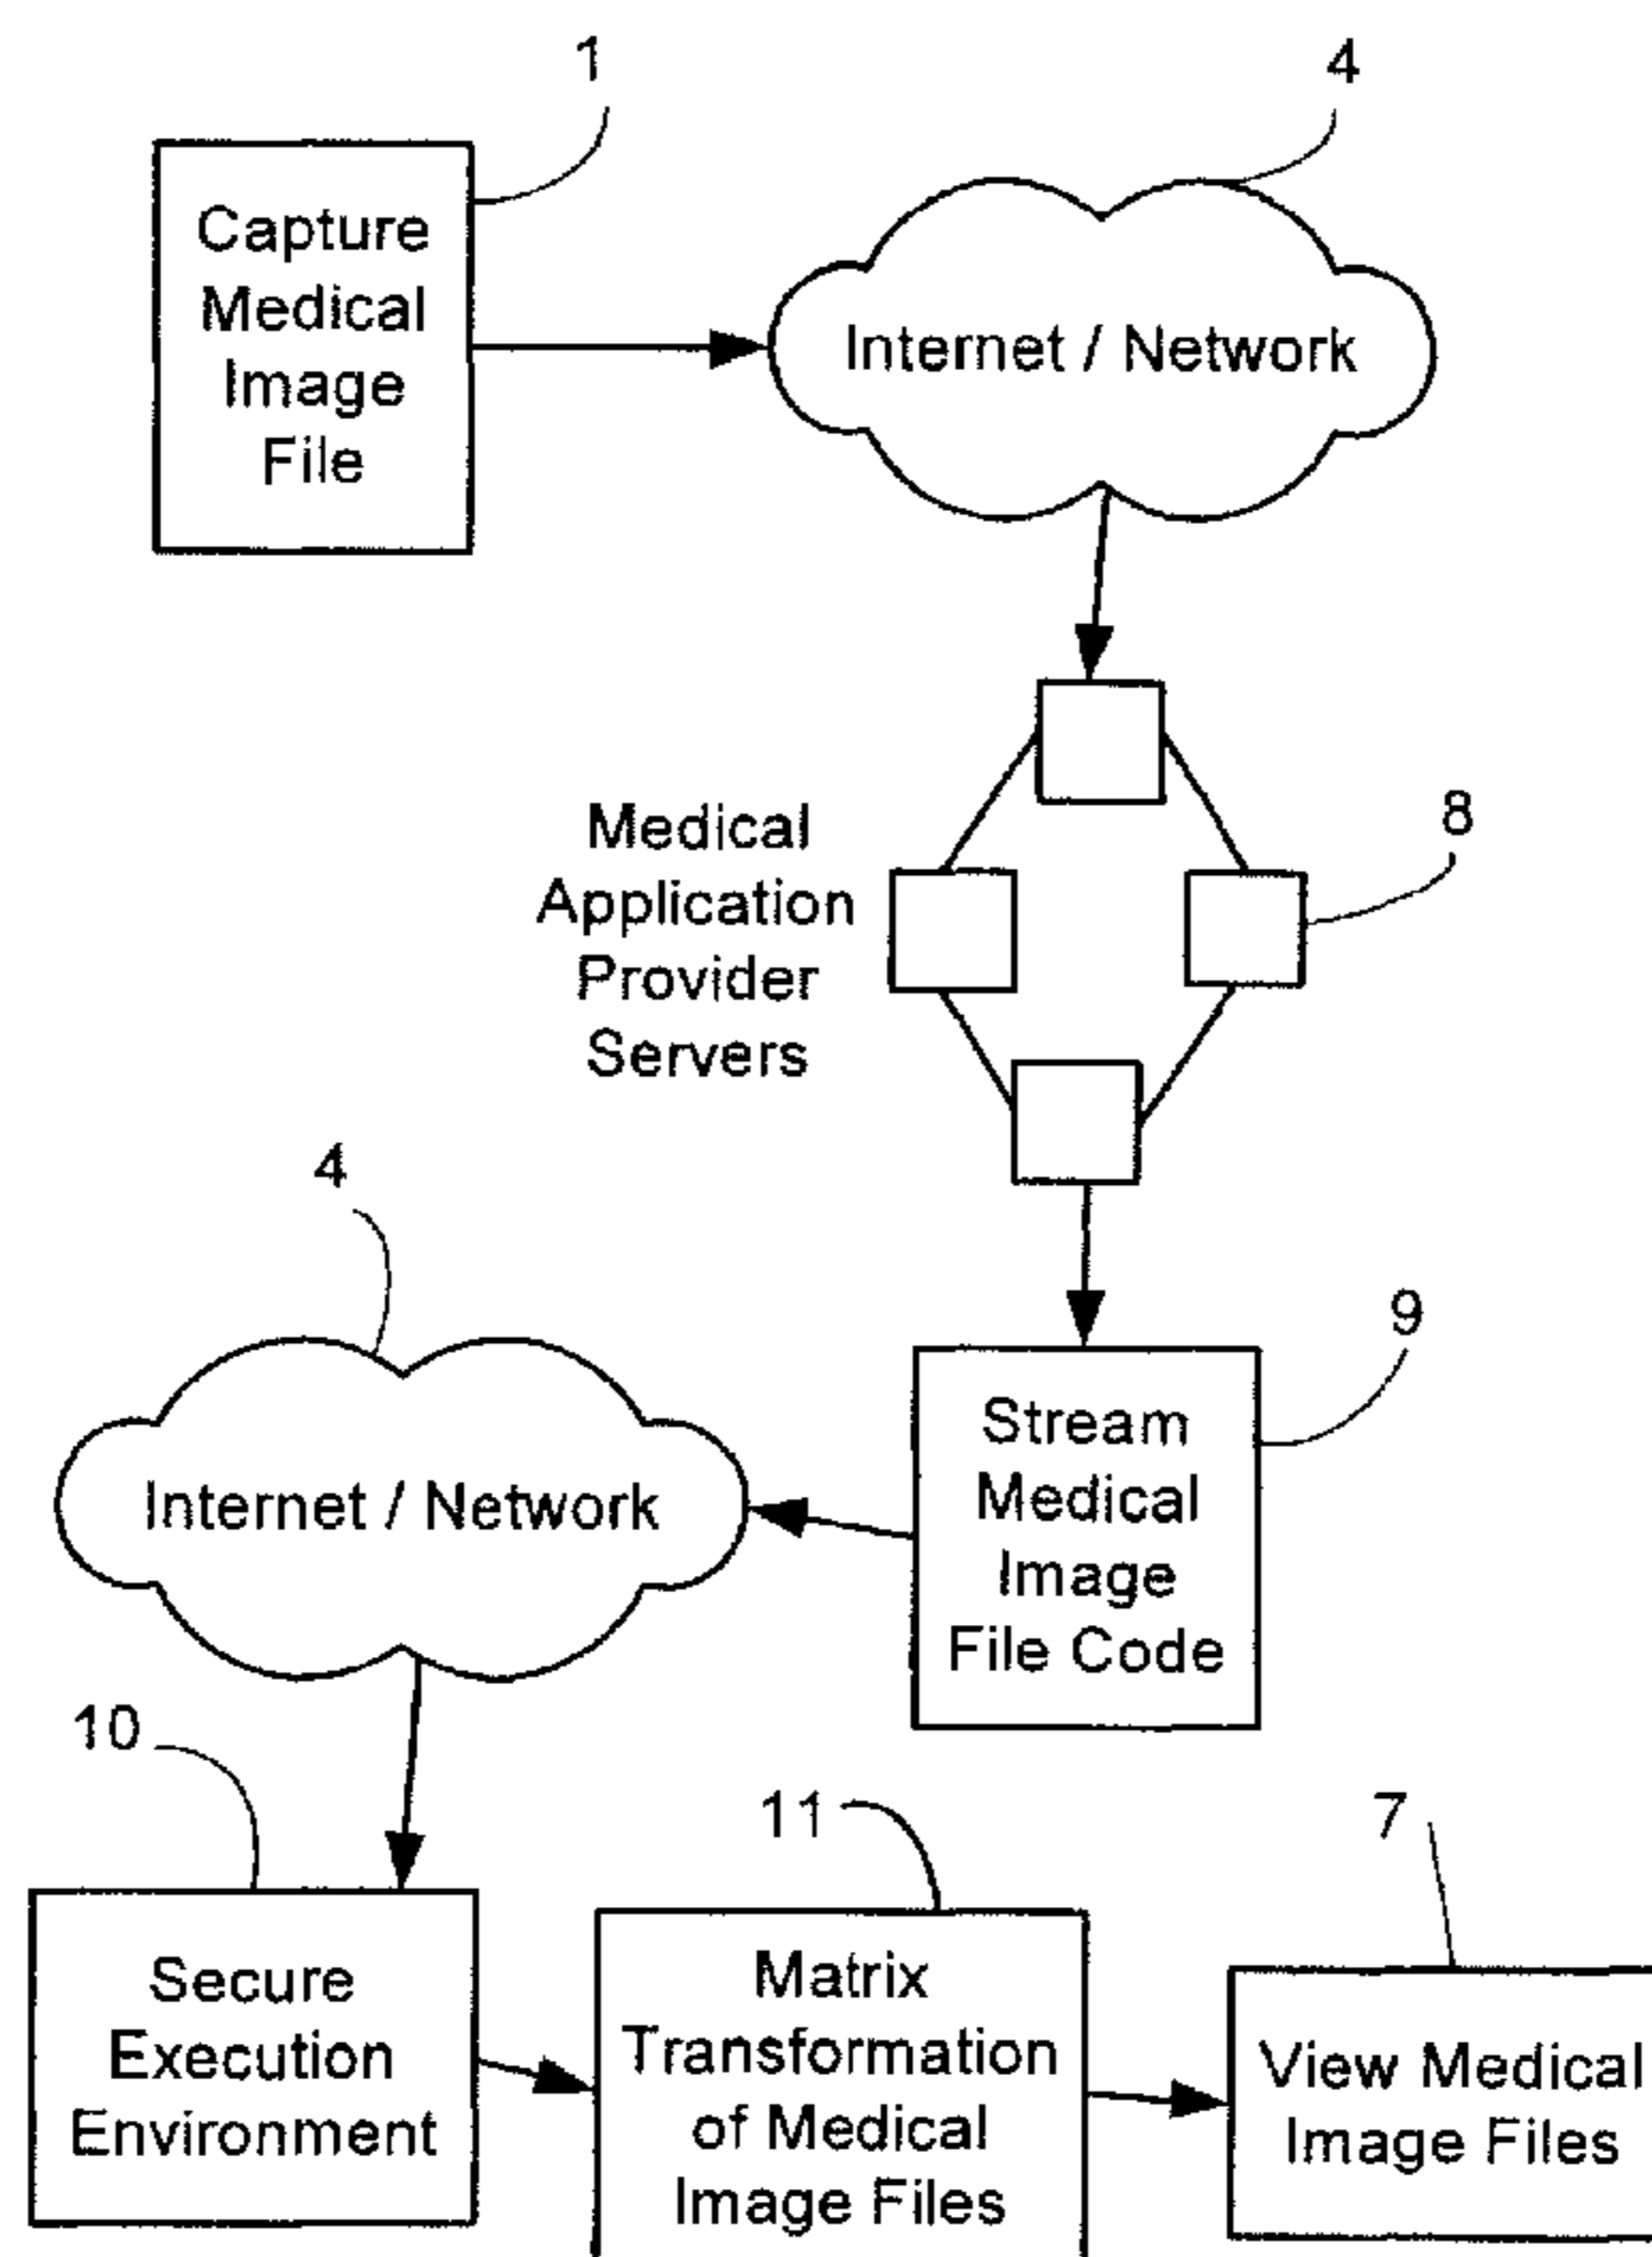 1
4
Capture
Medical
Image
File
Internet / Network
Medical
Application
Provider
Servers
8
4
9
Stream
Medical
Image
File Code
Internet / Network
10
11
7
Secure
Execution
Environment
Matrix
Transformation
of Medical
Image Files
View Medical
Image Files